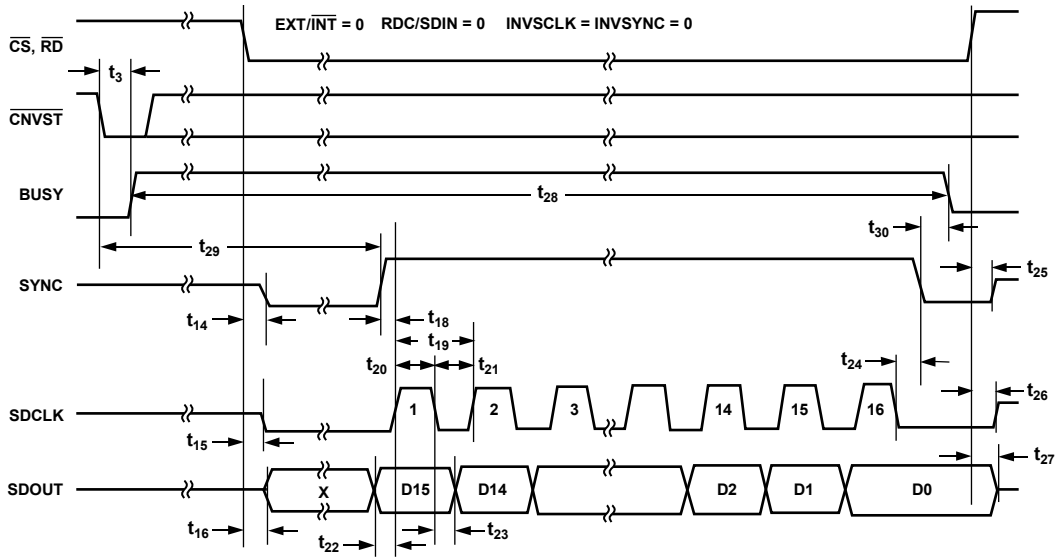 EXT/INT = 0 RDC/SDIN = 0 INVSCLK = INVSYNC = 0
CS, RD
t3
CNVST
BUSY
t28
t30
t29
t25
SYNC
t14
t18
t19
t20
t21
t24
t26
SDCLK
1 2 3 14 15 16
t15
t27
SDOUT
X D15 D14 D2 D1 D0
t16
t22
t23